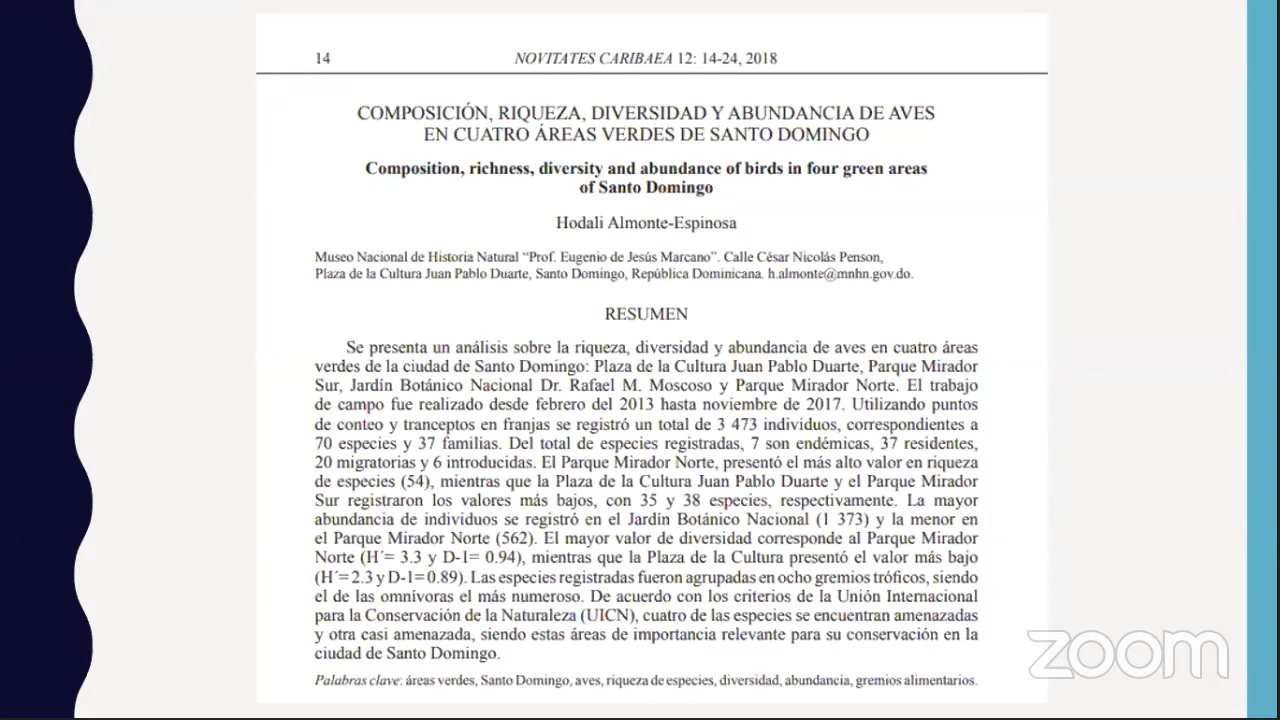 14 NOVITATES CARIBAEA 12: 14-24, 2018
COMPOSICIÓN, RIQUEZA, DIVERSIDAD Y ABUNDANCIA DE AVES
EN CUATRO ÁREAS VERDES DE SANTO DOMINGO
Composition, richness, diversity and abundance of birds in four green areas
of Santo Domingo
Hodali Almonte-Espinosa
Museo Nacional de Historia Natural “Prof. Eugenio de Jesús Marcano”. Calle César Nicolás Penson,
Plaza de la Cultura Juan Pablo Duarte, Santo Domingo, República Dominicana. h.almonte@mnhn.gov.do.
RESUMEN
Se presenta un análisis sobre la riqueza, diversidad y abundancia de aves en cuatro áreas
verdes de la ciudad de Santo Domingo: Plaza de la Cultura Juan Pablo Duarte, Parque Mirador
Sur, Jardín Botánico Nacional Dr. Rafael M. Moscoso y Parque Mirador Norte. El trabajo
de campo fue realizado desde febrero del 2013 hasta noviembre de 2017. Utilizando puntos
de conteo y tranceptos en franjas se registró un total de 3 473 individuos, correspondientes a
70 especies y 37 familias. Del total de especies registradas, 7 son endémicas, 37 residentes,
20 migratorias y 6 introducidas. El Parque Mirador Norte, presentó el más alto valor en riqueza
de especies (54), mientras que la Plaza de la Cultura Juan Pablo Duarte y el Parque Mirador
Sur registraron los valores más bajos, con 35 y 38 especies, respectivamente. La mayor
abundancia de individuos se registró en el Jardín Botánico Nacional (1 373) y la menor en
el Parque Mirador Norte (562). El mayor valor de diversidad corresponde al Parque Mirador
Norte (H´= 3.3 y D-1= 0.94), mientras que la Plaza de la Cultura presentó el valor más bajo
(H´=2.3 y D-1=0.89). Las especies registradas fueron agrupadas en ocho gremios tróficos, siendo
el de las omnívoras el más numeroso. De acuerdo con los criterios de la Unión Internacional
para la Conservación de la Naturaleza (UICN), cuatro de las especies se encuentran amenazadas
y otra casi amenazada, siendo estas áreas de importancia relevante para su conservación en la
ciudad de Santo Domingo.
Palabras clave: áreas verdes, Santo Domingo, aves, riqueza de especies, diversidad, abundancia, gremios alimentarios.
zoom